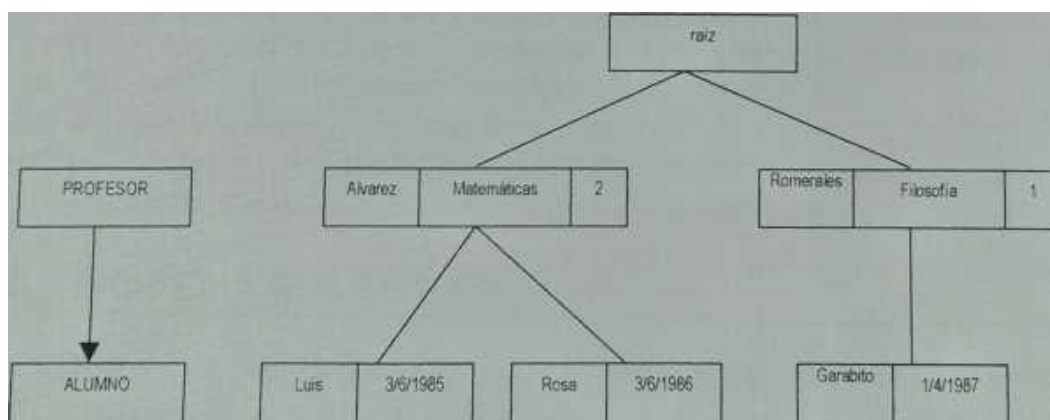 raiz
PROFESOR
Alvarez Matemáticas 2
Romerales Filosofía 1
ALUMNO
Luis 3/6/1985
Rosa 3/6/1986
Garabito 1/4/1987